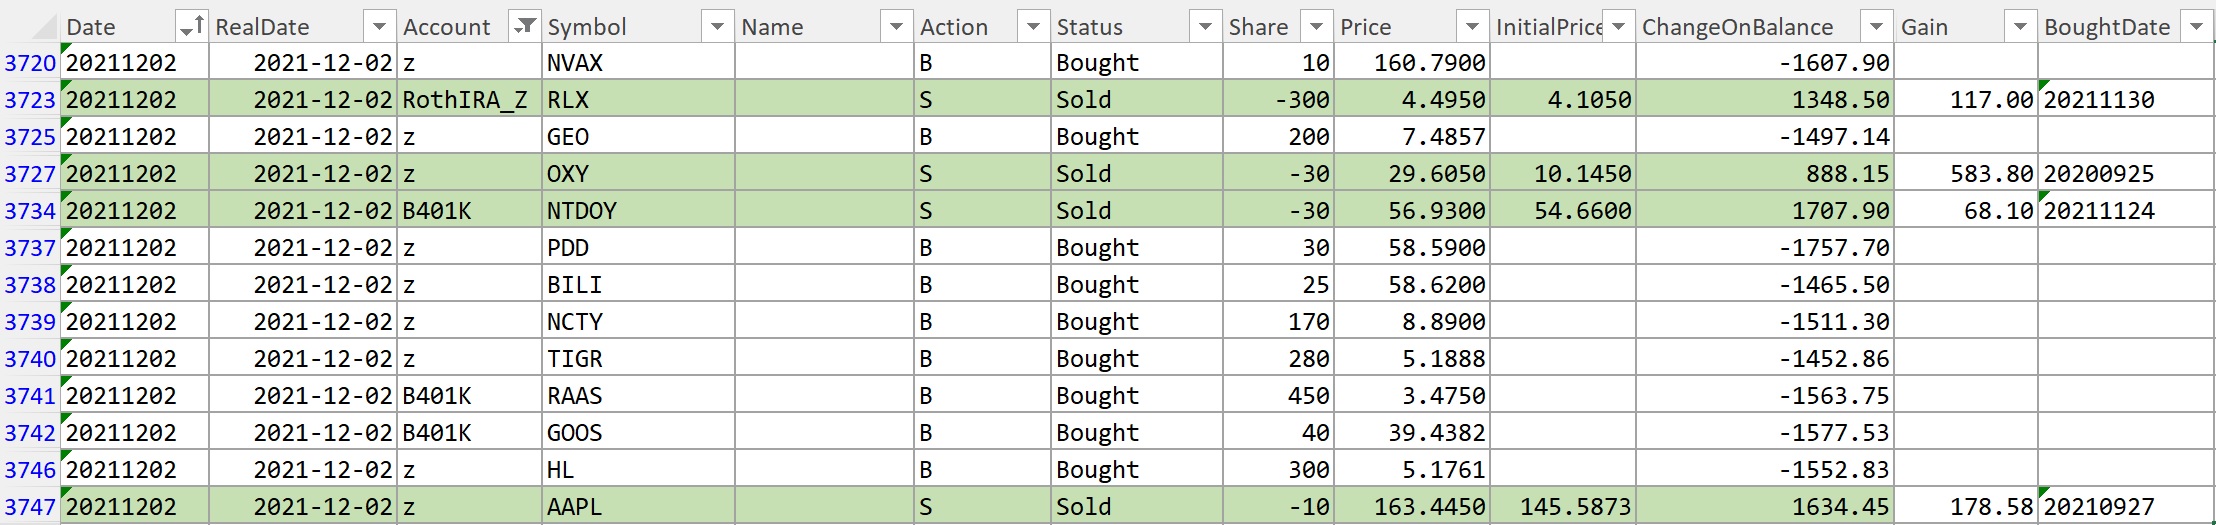 Date RealDate Account Symbol Name Action Status Share Price InitialPrice ChangeOnBalance Gain BoughtDate
3720 20211202 2021-12-02 z NVAX B Bought 10 160.7900 -1607.90
3723 20211202 2021-12-02 RothIRA_Z RLX S Sold -300 4.4950 4.1050 1348.50 117.00 20211130
3725 20211202 2021-12-02 z GEO B Bought 200 7.4857 -1497.14
3727 20211202 2021-12-02 z OXY S Sold -30 29.6050 10.1450 888.15 583.80 20200925
3734 20211202 2021-12-02 B401K NTDOY S Sold -30 56.9300 54.6600 1707.90 68.10 20211124
3737 20211202 2021-12-02 z PDD B Bought 30 58.5900 -1757.70
3738 20211202 2021-12-02 z BILI B Bought 25 58.6200 -1465.50
3739 20211202 2021-12-02 z NCTY B Bought 170 8.8900 -1511.30
3740 20211202 2021-12-02 z TIGR B Bought 280 5.1888 -1452.86
3741 20211202 2021-12-02 B401K RAAS B Bought 450 3.4750 -1563.75
3742 20211202 2021-12-02 B401K GOOS B Bought 40 39.4382 -1577.53
3746 20211202 2021-12-02 z HL B Bought 300 5.1761 -1552.83
3747 20211202 2021-12-02 z AAPL S Sold -10 163.4450 145.5873 1634.45 178.58 20210927